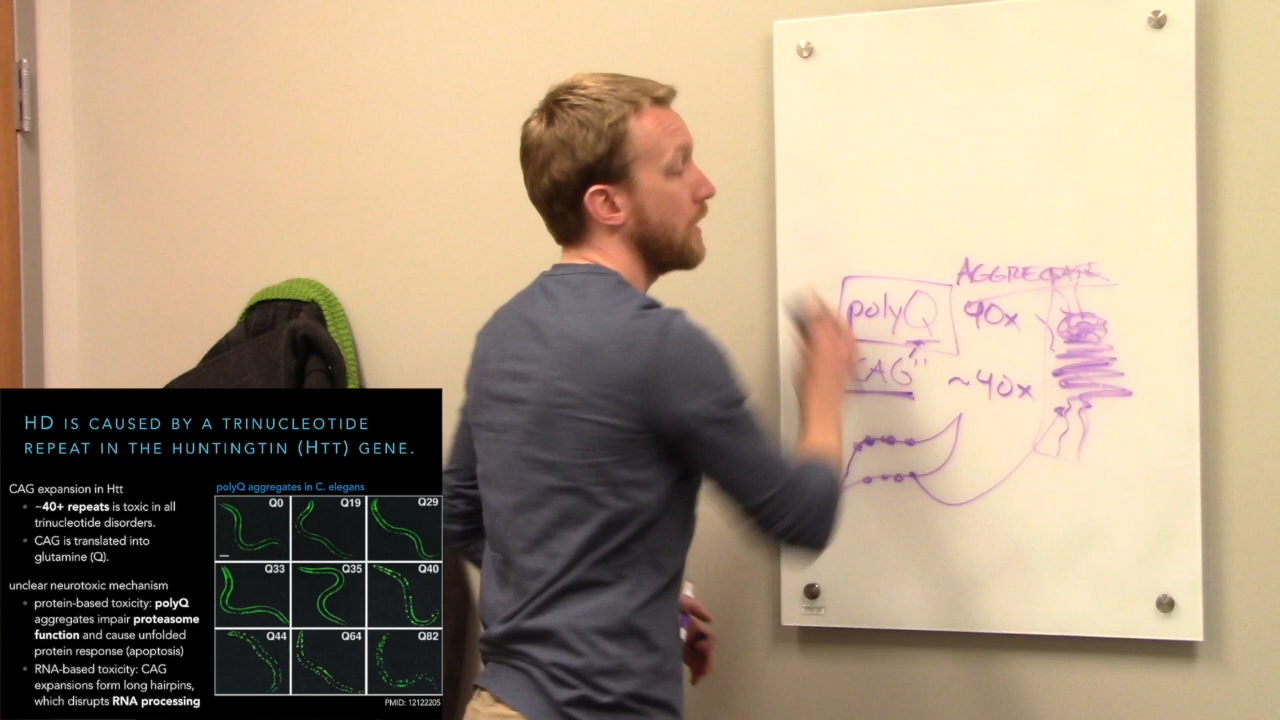 AGGREGATE
polyQ 90x
CAG" ~40x
HD IS CAUSED BY A TRINUCLEOTIDE
REPEAT IN THE HUNTINGTIN (HTT) GENE.
CAG expansion in Htt
• ~40+ repeats is toxic in all
trinucleotide disorders.
• CAG is translated into
glutamine (Q).
unclear neurotoxic mechanism
• protein-based toxicity: polyQ
aggregates impair proteasome
function and cause unfolded
protein response (apoptosis)
• RNA-based toxicity: CAG
expansions form long hairpins,
which disrupts RNA processing
polyQ aggregates in C. elegans
Q0 Q19 Q29
Q33 Q35 Q40
Q44 Q64 Q82
PMID: 12122205